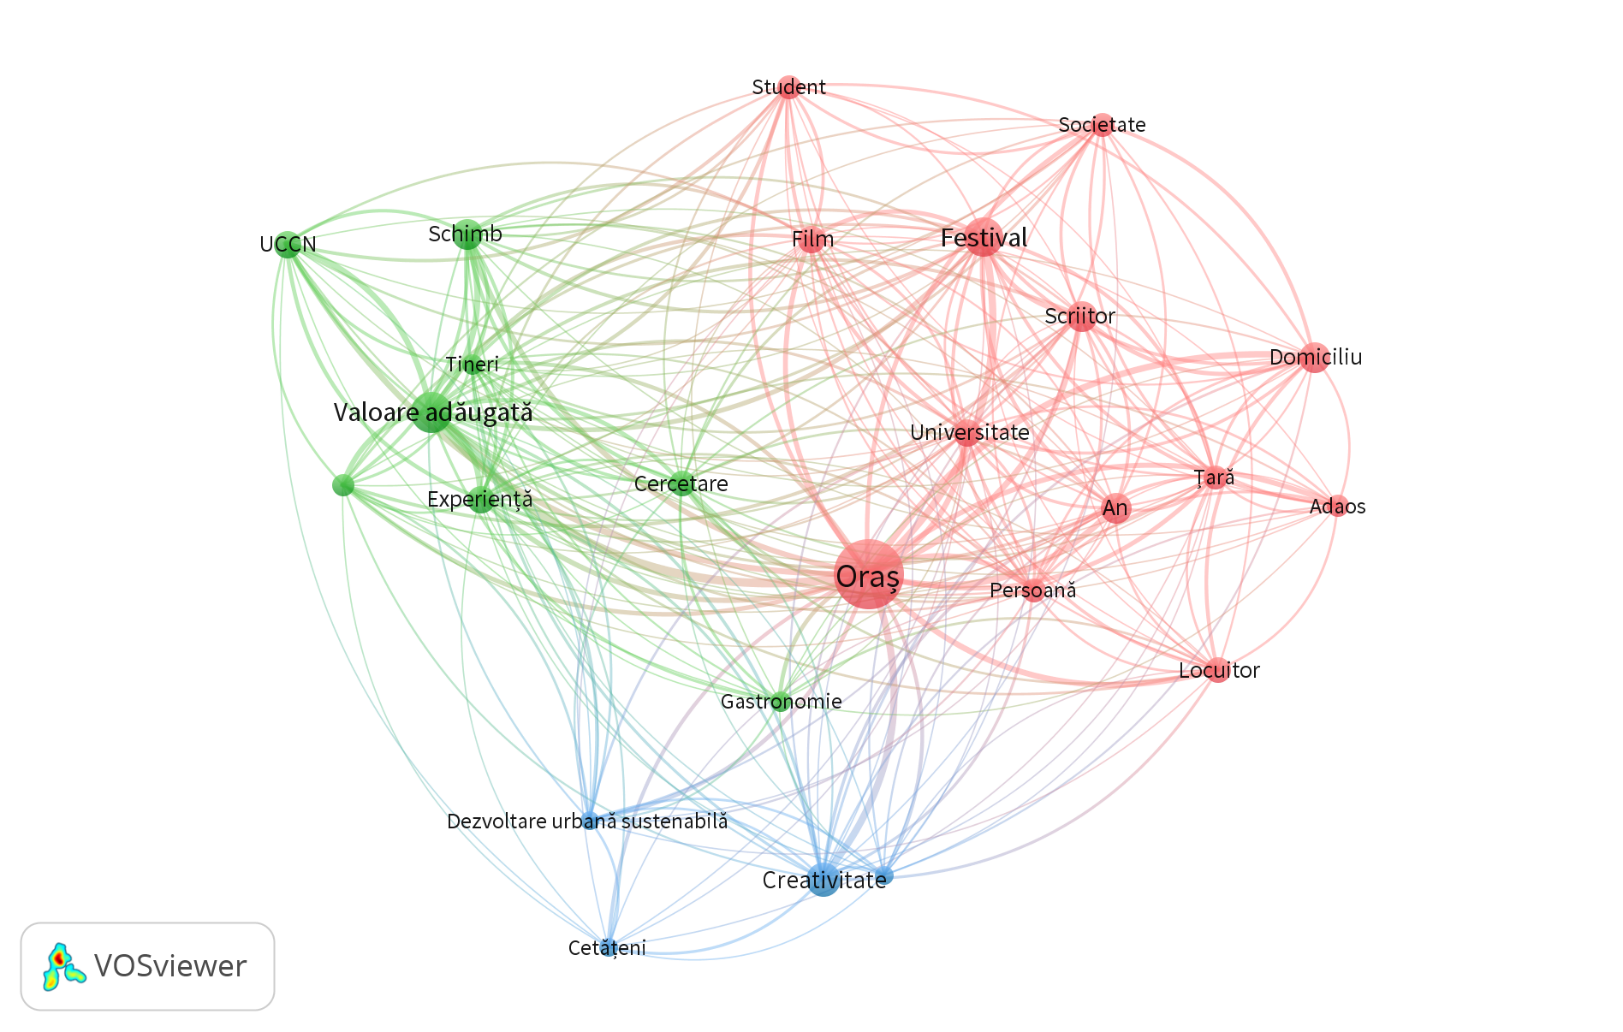 Student
Societate
UCCN
Schimb
Film
Festival
Scriitor
Domiciliu
Tineri
Valoare adăugată
Universitate
Experiență
Cercetare
Țară
An
Adaos
Oraș
Persoană
Locuitor
Gastronomie
Dezvoltare urbană sustenabilă
Creativitate
Cetățeni
VOSviewer